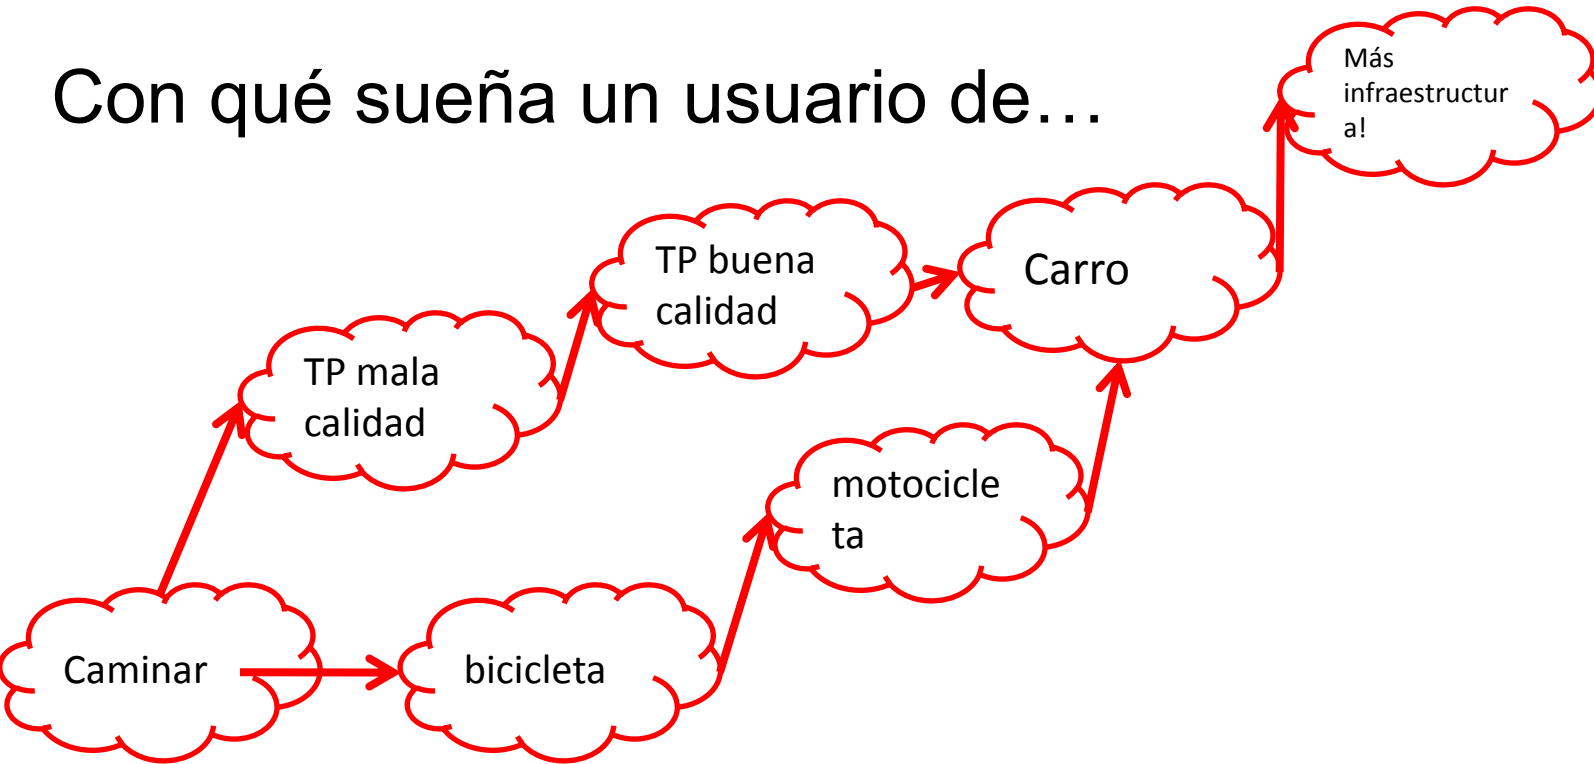 Con qué sueña un usuario de…
Más
infraestructur
a!
TP buena
calidad
Carro
TP mala
calidad
motocicle
ta
Caminar
bicicleta